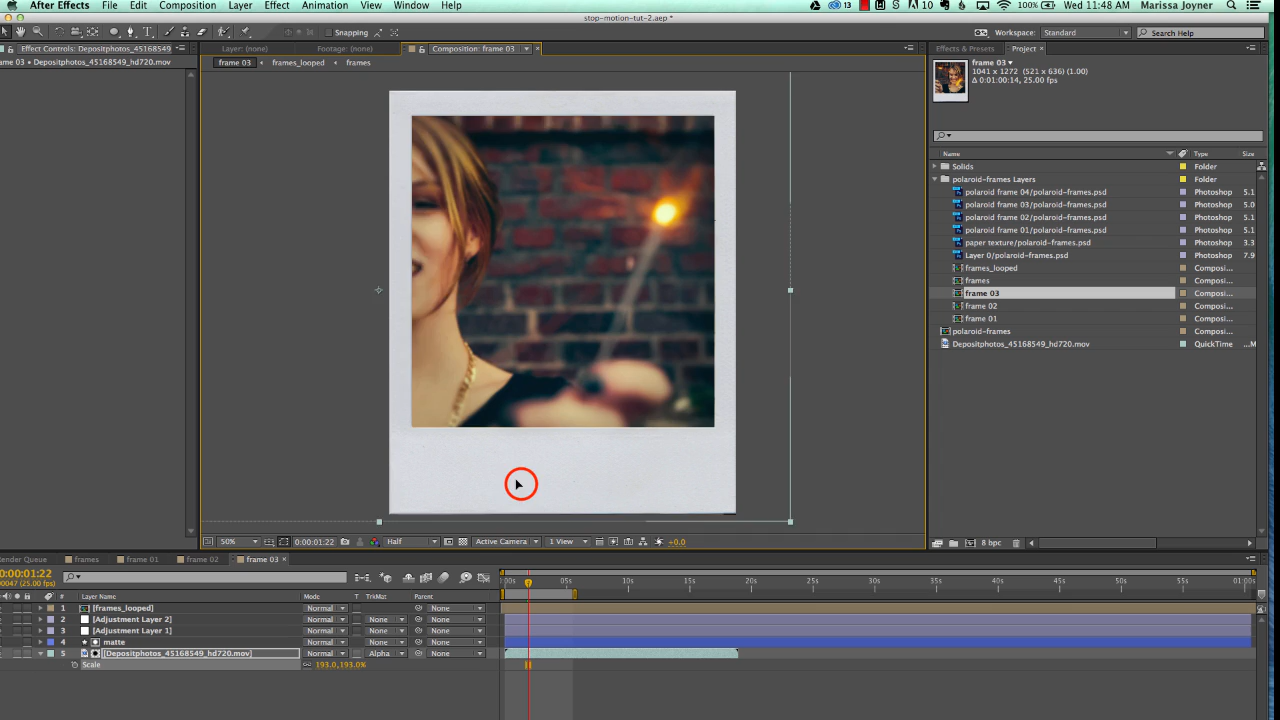 After Effects File Edit Composition Layer Effect Animation View Window Help 13 10 100% Wed 11:48 AM Marissa Joyner
stop-motion-tut-2.aep *
Snapping Workspace: Standard Search Help
Effect Controls: Depositphotos_45168549 Layer: (none) Footage: (none) Composition: frame 03 Effects & Presets Project
ame 03 • Depositphotos_45168549_hd720.mov frame 03 frames_looped frames
frame 03
1041 x 1272 (521 x 636) (1.00)
Δ 0:01:00:14, 25.00 fps
Name Type Size
Solids Folder
polaroid-frames Layers Folder
polaroid frame 04/polaroid-frames.psd Photoshop 5.1
polaroid frame 03/polaroid-frames.psd Photoshop 5.0
polaroid frame 02/polaroid-frames.psd Photoshop 5.1
polaroid frame 01/polaroid-frames.psd Photoshop 5.1
paper texture/polaroid-frames.psd Photoshop 3.3
Layer 0/polaroid-frames.psd Photoshop 7.9
frames_looped Composi...
frames Composi...
frame 03 Composi...
frame 02 Composi...
frame 01 Composi...
polaroid-frames Composi...
Depositphotos_45168549_hd720.mov QuickTime ...M
50% 0:00:01:22 Half Active Camera 1 View +0.0 8 bpc
ender Queue frames frame 01 frame 02 frame 03
0:00:01:22
00047 (25.00 fps) :00s 05s 10s 15s 20s 25s 30s 35s 40s 45s 50s 55s 01:00s
# Layer Name Mode T TrkMat Parent
1 [frames_looped] Normal None
2 [Adjustment Layer 2] Normal None None
3 [Adjustment Layer 1] Normal None None
4 matte Normal None None
5 [Depositphotos_45168549_hd720.mov] Normal Alpha None
Scale 193.0,193.0%